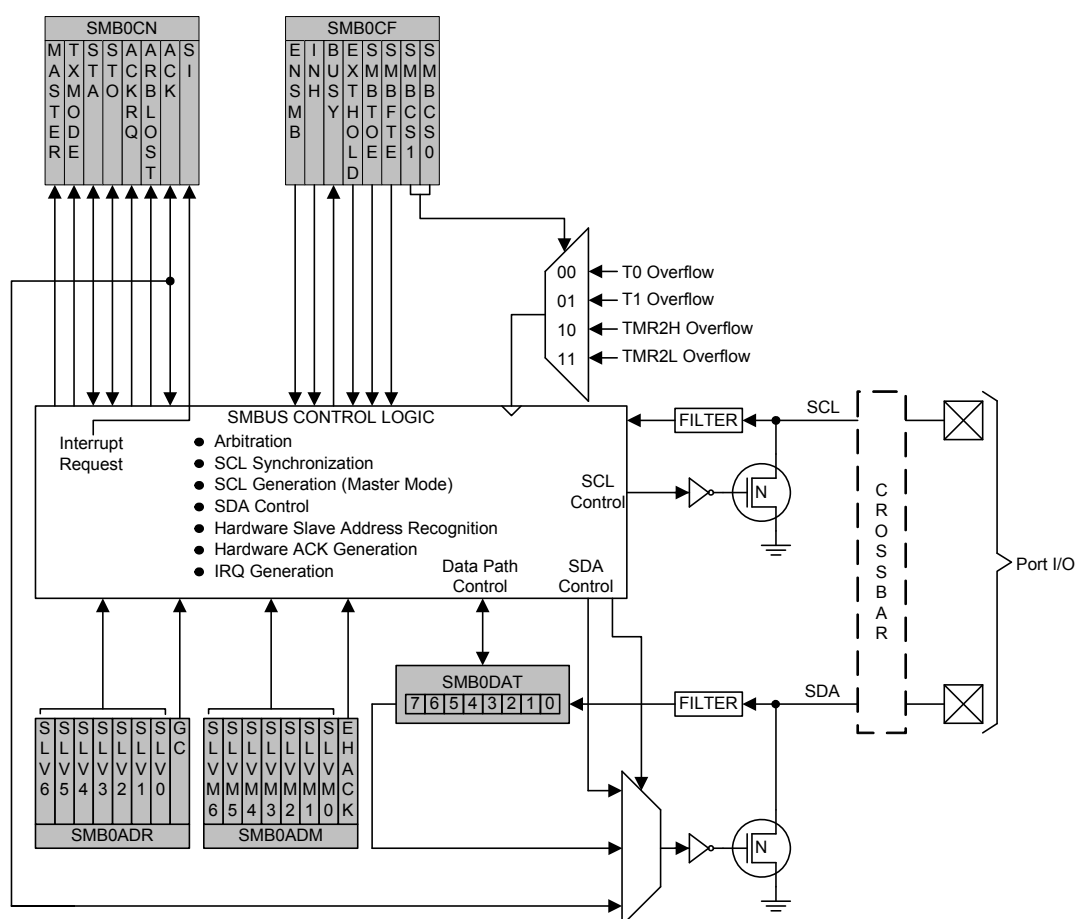 SMB0CN
MASTER
TXMODE
STA
STO
ACKRQ
ARBLOST
ACK
SI
SMB0CF
ENSMB
INH
BUSY
EXTHOLD
SMBTOE
SMBFTE
SMBCS1
SMBCS0
00 T0 Overflow
01 T1 Overflow
10 TMR2H Overflow
11 TMR2L Overflow
SMBUS CONTROL LOGIC
Interrupt
Request
● Arbitration
● SCL Synchronization
● SCL Generation (Master Mode)
● SDA Control
● Hardware Slave Address Recognition
● Hardware ACK Generation
● IRQ Generation
SCL
Control
Data Path
Control
SDA
Control
FILTER
SCL
N
CROSSBAR
Port I/O
SMB0DAT
7 6 5 4 3 2 1 0
FILTER
SDA
N
SLV6
SLV5
SLV4
SLV3
SLV2
SLV1
SLV0
GC
SMB0ADR
SLVM6
SLVM5
SLVM4
SLVM3
SLVM2
SLVM1
SLVM0
EHACK
SMB0ADM